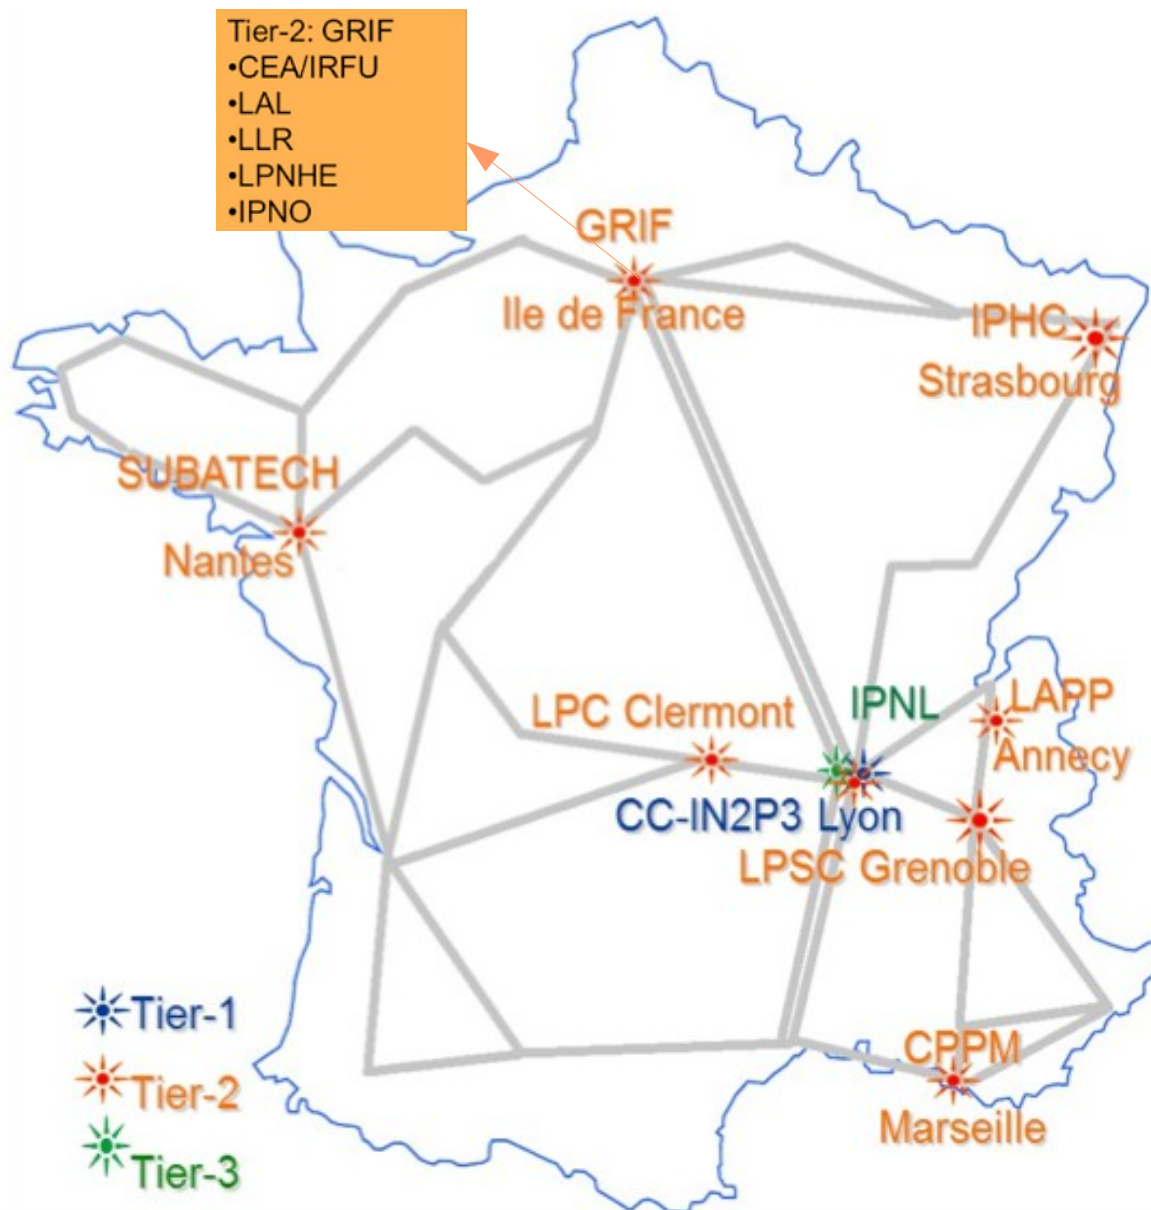 Tier-2: GRIF
•CEA/IRFU
•LAL
•LLR
•LPNHE
•IPNO
GRIF
Ile de France
IPHC
Strasbourg
SUBATECH
Nantes
LPC Clermont
IPNL
LAPP
Annecy
CC-IN2P3 Lyon
LPSC Grenoble
CPPM
Marseille
Tier-1
Tier-2
Tier-3